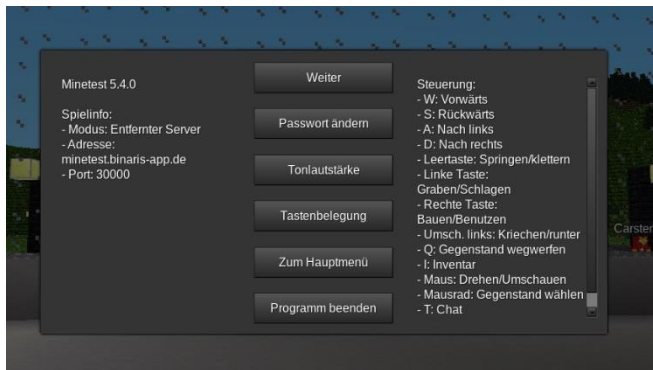 Minetest 5.4.0
Spielinfo:
- Modus: Entfernter Server
- Adresse:
minetest.binaris-app.de
- Port: 30000
Weiter
Passwort ändern
Tonlautstärke
Tastenbelegung
Zum Hauptmenü
Programm beenden
Steuerung:
- W: Vorwärts
- S: Rückwärts
- A: Nach links
- D: Nach rechts
- Leertaste: Springen/klettern
- Linke Taste:
Graben/Schlagen
- Rechte Taste:
Bauen/Benutzen
- Umsch. links: Kriechen/runter
- Q: Gegenstand wegwerfen
- I: Inventar
- Maus: Drehen/Umschauen
- Mausrad: Gegenstand wählen
- T: Chat
Carsten